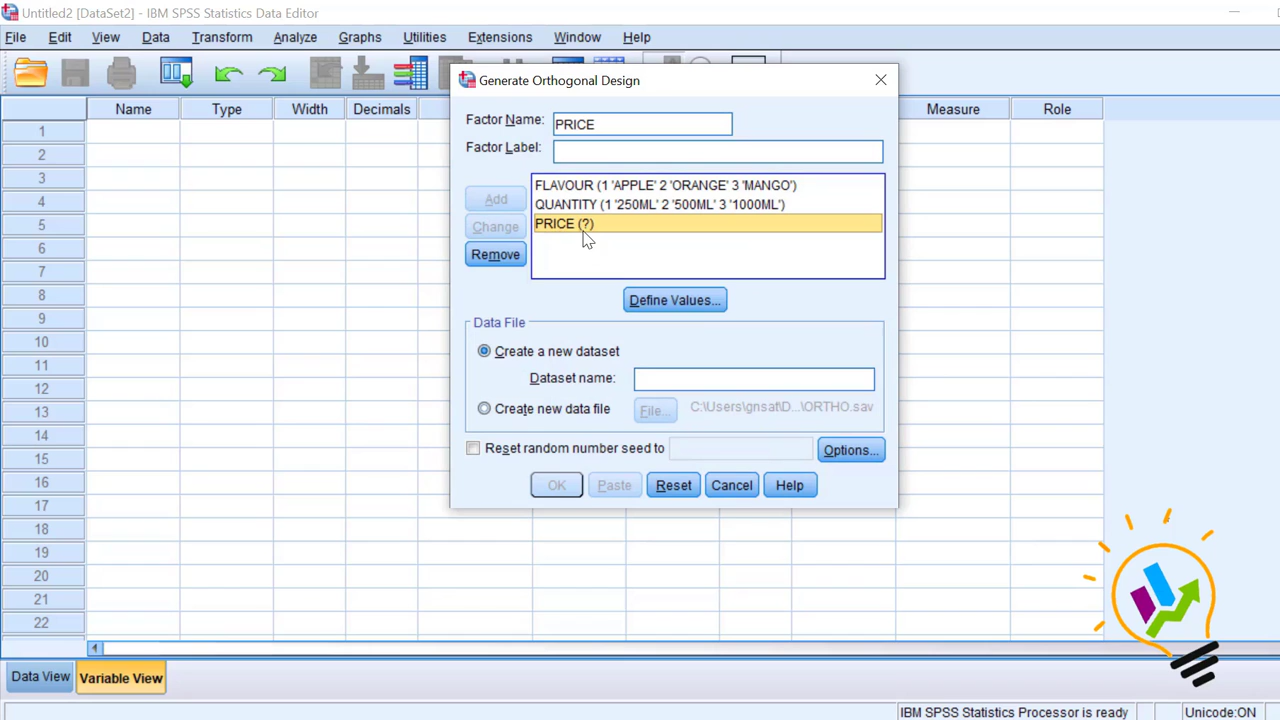 Untitled2 [DataSet2] - IBM SPSS Statistics Data Editor
File Edit View Data Transform Analyze Graphs Utilities Extensions Window Help
Generate Orthogonal Design
Name Type Width Decimals Measure Role
Factor Name: PRICE
Factor Label:
FLAVOUR (1 'APPLE' 2 'ORANGE' 3 'MANGO')
Add
QUANTITY (1 '250ML' 2 '500ML' 3 '1000ML')
Change
PRICE (?)
Remove
Define Values...
Data File
Create a new dataset
Dataset name:
Create new data file File... C:\Users\gnsat\D...\ORTHO.sav
Reset random number seed to Options...
OK Paste Reset Cancel Help
1
2
3
4
5
6
7
8
9
10
11
12
13
14
15
16
17
18
19
20
21
22
Data View Variable View
IBM SPSS Statistics Processor is ready Unicode:ON